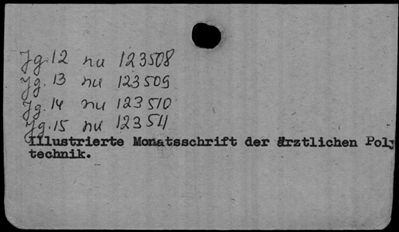 Jg. 12 nu 123508
Jg. 13 nu 123509
Jg. 14 nu 123510
Jg. 15 nu 123511
Illustrierte Monatsschrift der ärztlichen Poly
technik.